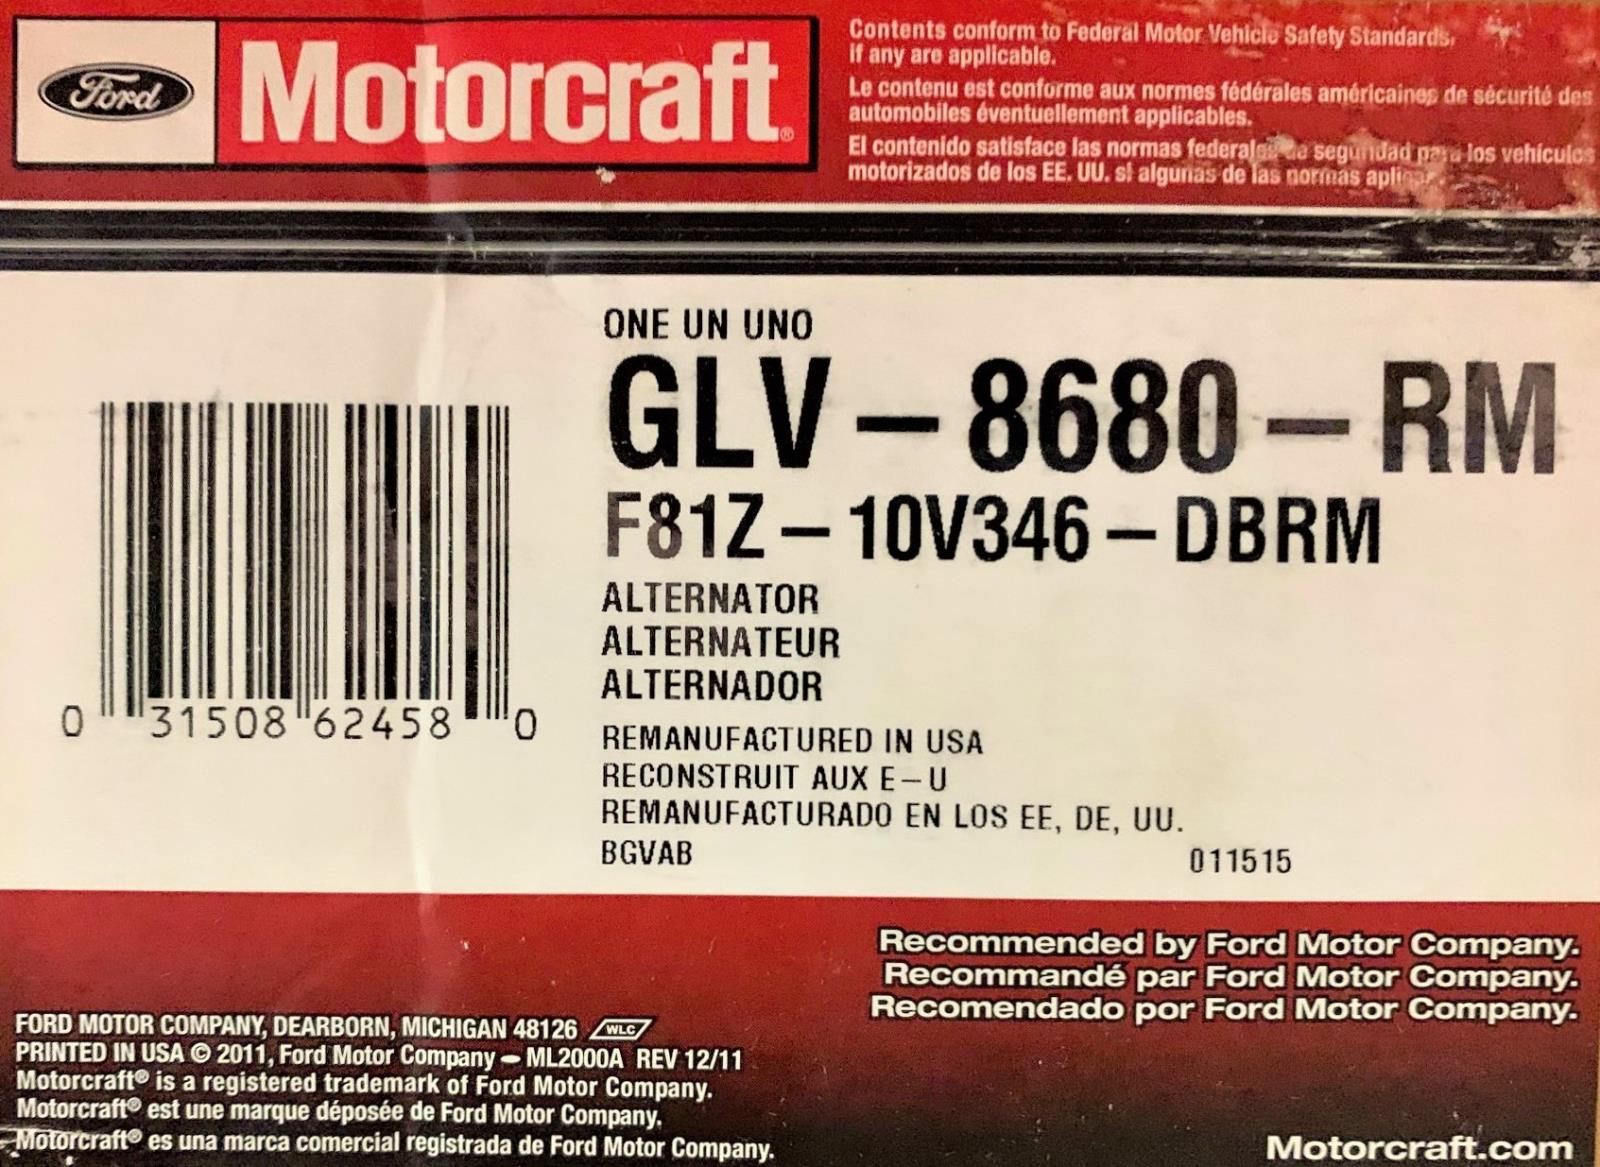 Ford
Motorcraft®
Contents conform to Federal Motor Vehicle Safety Standards,
if any are applicable.
Le contenu est conforme aux normes fédérales américaines de sécurité des
automobiles éventuellement applicables.
El contenido satisface las normas federales de seguridad para los vehículos
motorizados de los EE. UU. si algunas de las normas
ONE UN UNO
GLV-8680-RM
F81Z-10V346-DBRM
ALTERNATOR
ALTERNATEUR
ALTERNADOR
0 31508 62458 0
REMANUFACTURED IN USA
RECONSTRUIT AUX E-U
REMANUFACTURADO EN LOS EE, DE, UU.
BGVAB 011515
Recommended by Ford Motor Company.
Recommandé par Ford Motor Company.
Recomendado por Ford Motor Company.
FORD MOTOR COMPANY, DEARBORN, MICHIGAN 48126 WLC
PRINTED IN USA © 2011, Ford Motor Company – ML2000A REV 12/11
Motorcraft® is a registered trademark of Ford Motor Company.
Motorcraft® est une marque déposée de Ford Motor Company.
Motorcraft® es una marca comercial registrada de Ford Motor Company.
Motorcraft.com